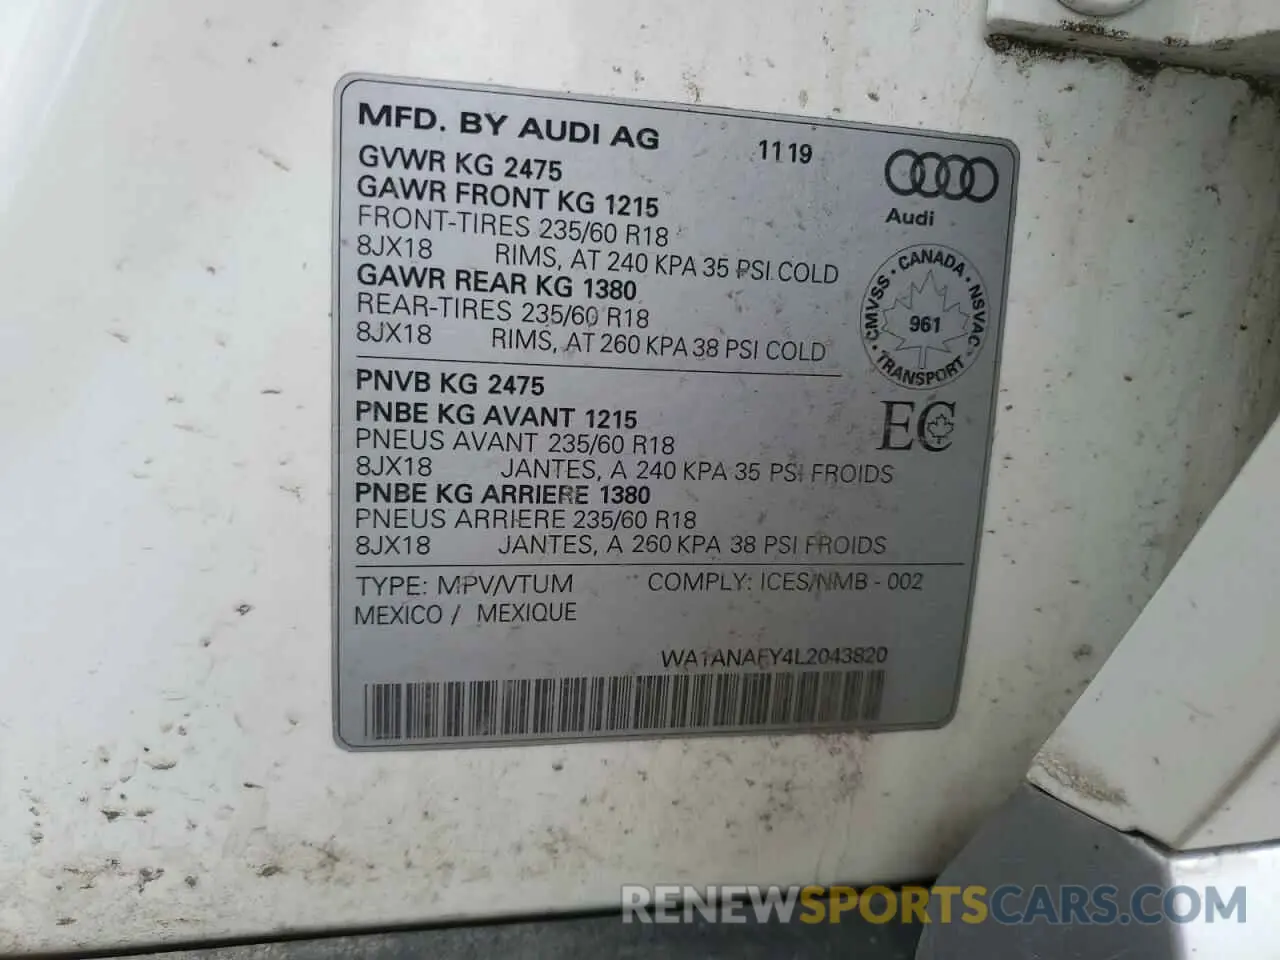 MFD. BY AUDI AG 11 19
GVWR KG 2475
GAWR FRONT KG 1215
FRONT-TIRES 235/60 R18
8JX18 RIMS, AT 240 KPA 35 PSI COLD
GAWR REAR KG 1380
REAR-TIRES 235/60 R18
8JX18 RIMS, AT 260 KPA 38 PSI COLD
Audi
CMVSS · CANADA · NSVAC · TRANSPORT ·
961
EC
PNVB KG 2475
PNBE KG AVANT 1215
PNEUS AVANT 235/60 R18
8JX18 JANTES, A 240 KPA 35 PSI FROIDS
PNBE KG ARRIERE 1380
PNEUS ARRIERE 235/60 R18
8JX18 JANTES, A 260 KPA 38 PSI FROIDS
TYPE: MPV/VTUM COMPLY: ICES/NMB - 002
MEXICO / MEXIQUE
WA1ANAFY4L2043820
RENEWSPORTSCARS.COM